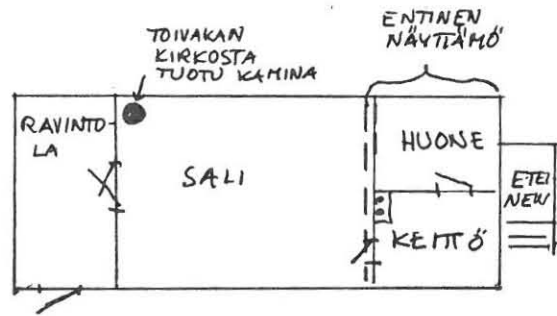 TOIVAKAN
KIRKOSTA
TUOTU KAMINA
ENTINEN
NÄYTTÄMÖ
RAVINTO
LA
SALI
HUONE
KEITTÖ
ETEI
NEN